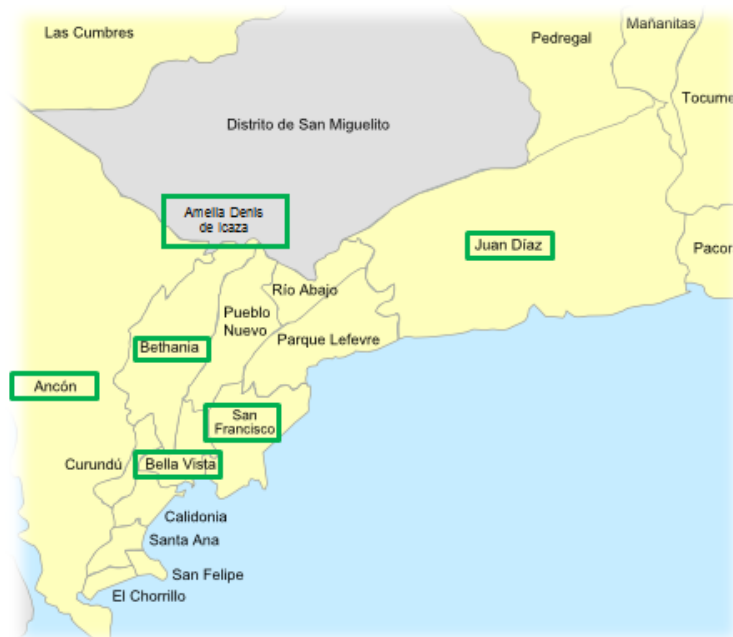 Mañanitas
Las Cumbres
Pedregal
Tocume
Distrito de San Miguelito
Amelia Denis
de Icaza
Juan Díaz
Pacor
Río Abajo
Pueblo
Nuevo
Parque Lefevre
Bethania
Ancón
San
Francisco
Curundú
Bella Vista
Calidonia
Santa Ana
San Felipe
El Chorrillo